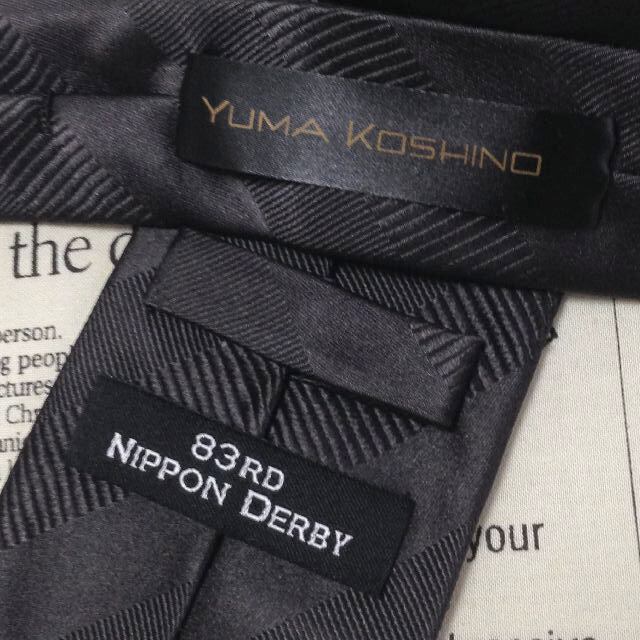 YUMA KOSHINO
the
erson.
g peop
ctures
Chr
83RD
NIPPON DERBY
your